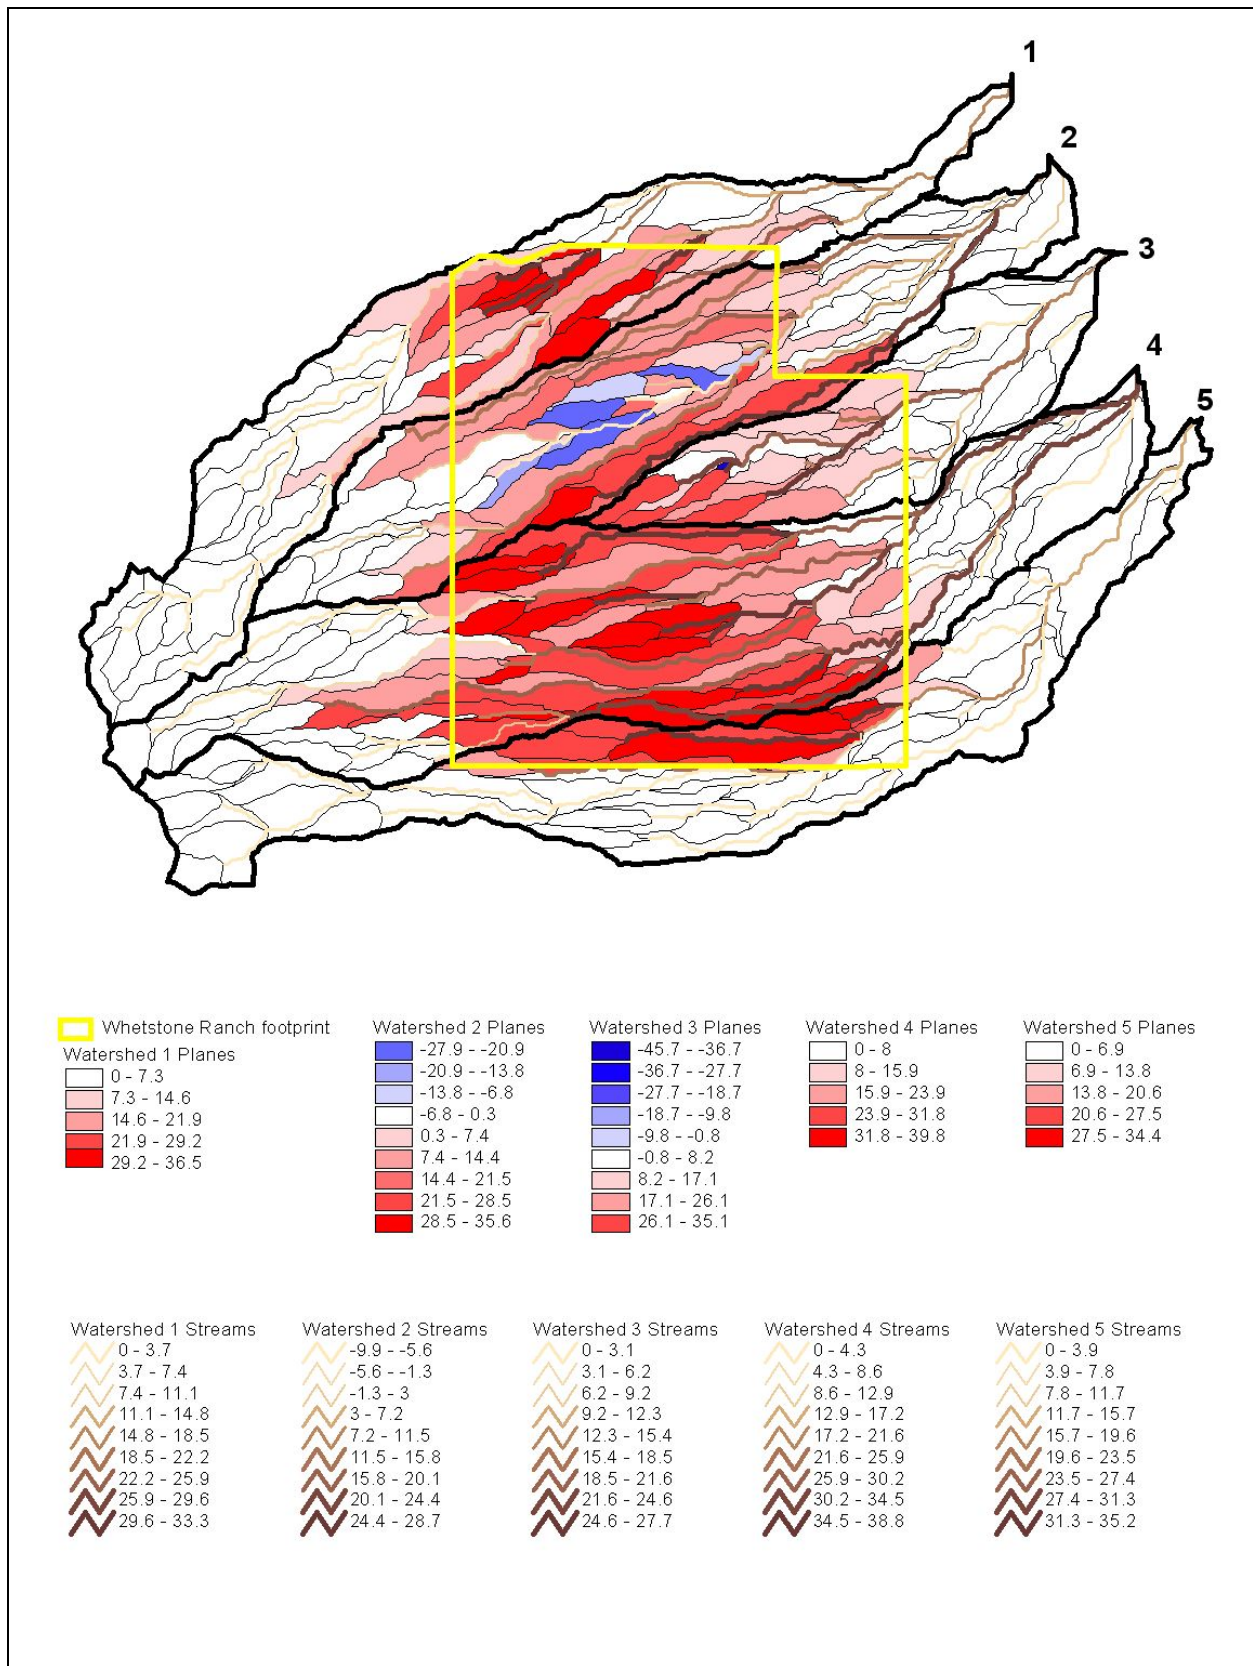 1
2
3
4
5
Whetstone Ranch footprint
Watershed 1 Planes
0 - 7.3
7.3 - 14.6
14.6 - 21.9
21.9 - 29.2
29.2 - 36.5
Watershed 2 Planes
-27.9 - -20.9
-20.9 - -13.8
-13.8 - -6.8
-6.8 - 0.3
0.3 - 7.4
7.4 - 14.4
14.4 - 21.5
21.5 - 28.5
28.5 - 35.6
Watershed 3 Planes
-45.7 - -36.7
-36.7 - -27.7
-27.7 - -18.7
-18.7 - -9.8
-9.8 - -0.8
-0.8 - 8.2
8.2 - 17.1
17.1 - 26.1
26.1 - 35.1
Watershed 4 Planes
0 - 8
8 - 15.9
15.9 - 23.9
23.9 - 31.8
31.8 - 39.8
Watershed 5 Planes
0 - 6.9
6.9 - 13.8
13.8 - 20.6
20.6 - 27.5
27.5 - 34.4
Watershed 1 Streams
0 - 3.7
3.7 - 7.4
7.4 - 11.1
11.1 - 14.8
14.8 - 18.5
18.5 - 22.2
22.2 - 25.9
25.9 - 29.6
29.6 - 33.3
Watershed 2 Streams
-9.9 - -5.6
-5.6 - -1.3
-1.3 - 3
3 - 7.2
7.2 - 11.5
11.5 - 15.8
15.8 - 20.1
20.1 - 24.4
24.4 - 28.7
Watershed 3 Streams
0 - 3.1
3.1 - 6.2
6.2 - 9.2
9.2 - 12.3
12.3 - 15.4
15.4 - 18.5
18.5 - 21.6
21.6 - 24.6
24.6 - 27.7
Watershed 4 Streams
0 - 4.3
4.3 - 8.6
8.6 - 12.9
12.9 - 17.2
17.2 - 21.6
21.6 - 25.9
25.9 - 30.2
30.2 - 34.5
34.5 - 38.8
Watershed 5 Streams
0 - 3.9
3.9 - 7.8
7.8 - 11.7
11.7 - 15.7
15.7 - 19.6
19.6 - 23.5
23.5 - 27.4
27.4 - 31.3
31.3 - 35.2